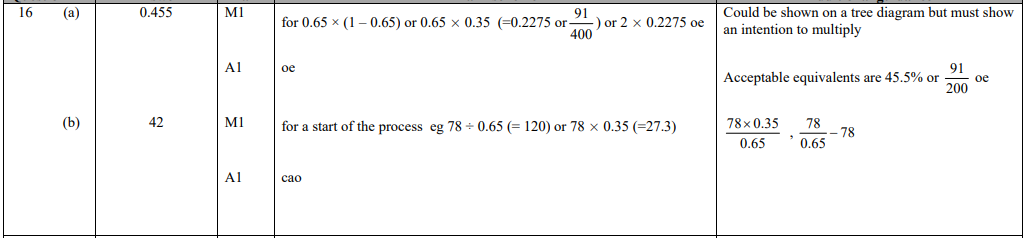 16 (a) 0.455 M1 for 0.65 × (1 – 0.65) or 0.65 × 0.35 (=0.2275 or 91/400) or 2 × 0.2275 oe Could be shown on a tree diagram but must show
an intention to multiply
A1 oe Acceptable equivalents are 45.5% or 91/200 oe
(b) 42 M1 for a start of the process eg 78 ÷ 0.65 (= 120) or 78 × 0.35 (=27.3) 78×0.35/0.65 , 78/0.65 – 78
A1 cao